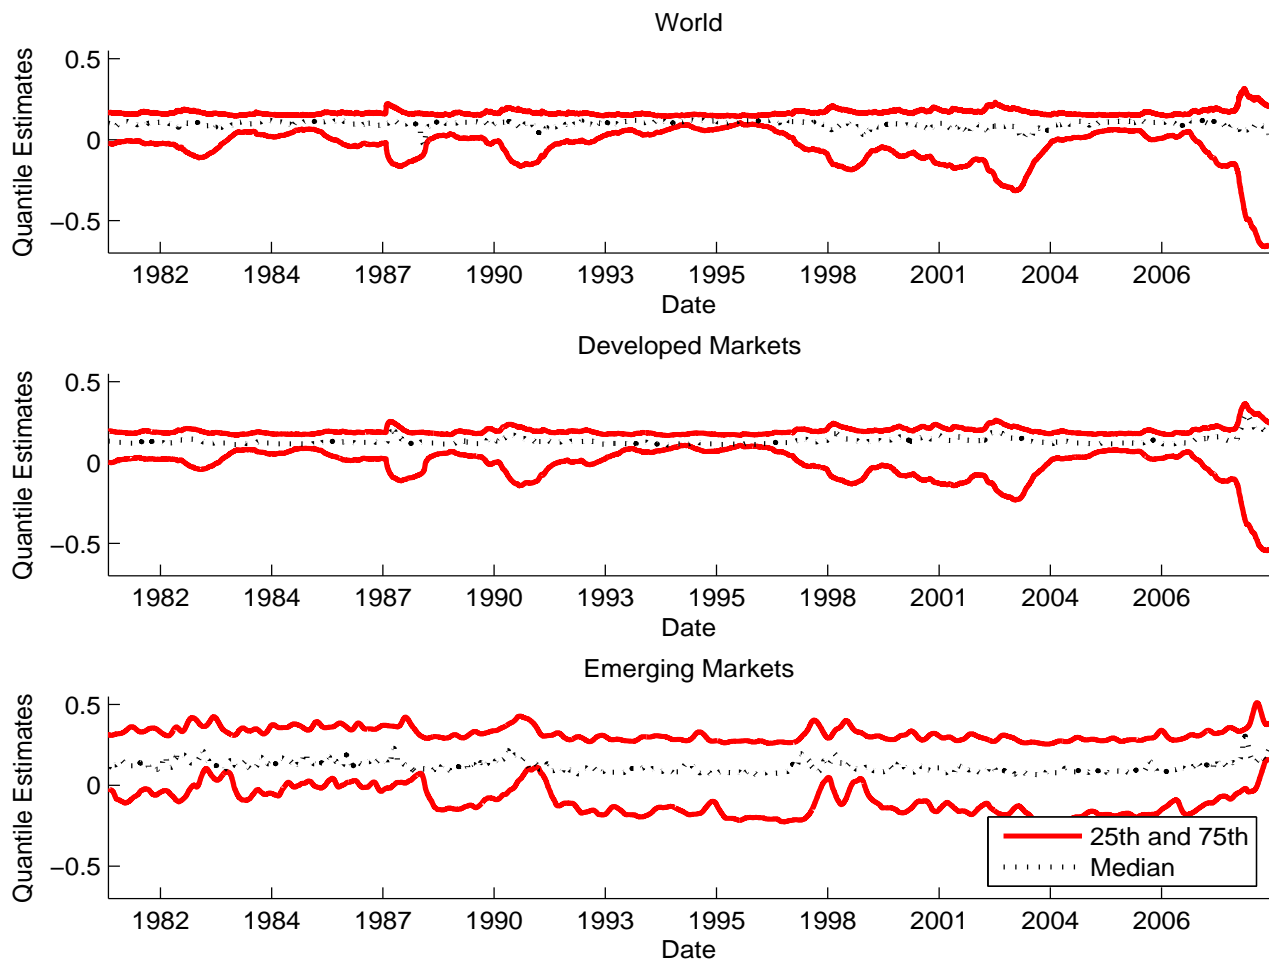 World
Quantile Estimates
0.5
0
−0.5
1982 1984 1987 1990 1993 1995 1998 2001 2004 2006
Date
Developed Markets
Quantile Estimates
0.5
0
−0.5
1982 1984 1987 1990 1993 1995 1998 2001 2004 2006
Date
Emerging Markets
Quantile Estimates
0.5
0
−0.5
25th and 75th
Median
1982 1984 1987 1990 1993 1995 1998 2001 2004 2006
Date